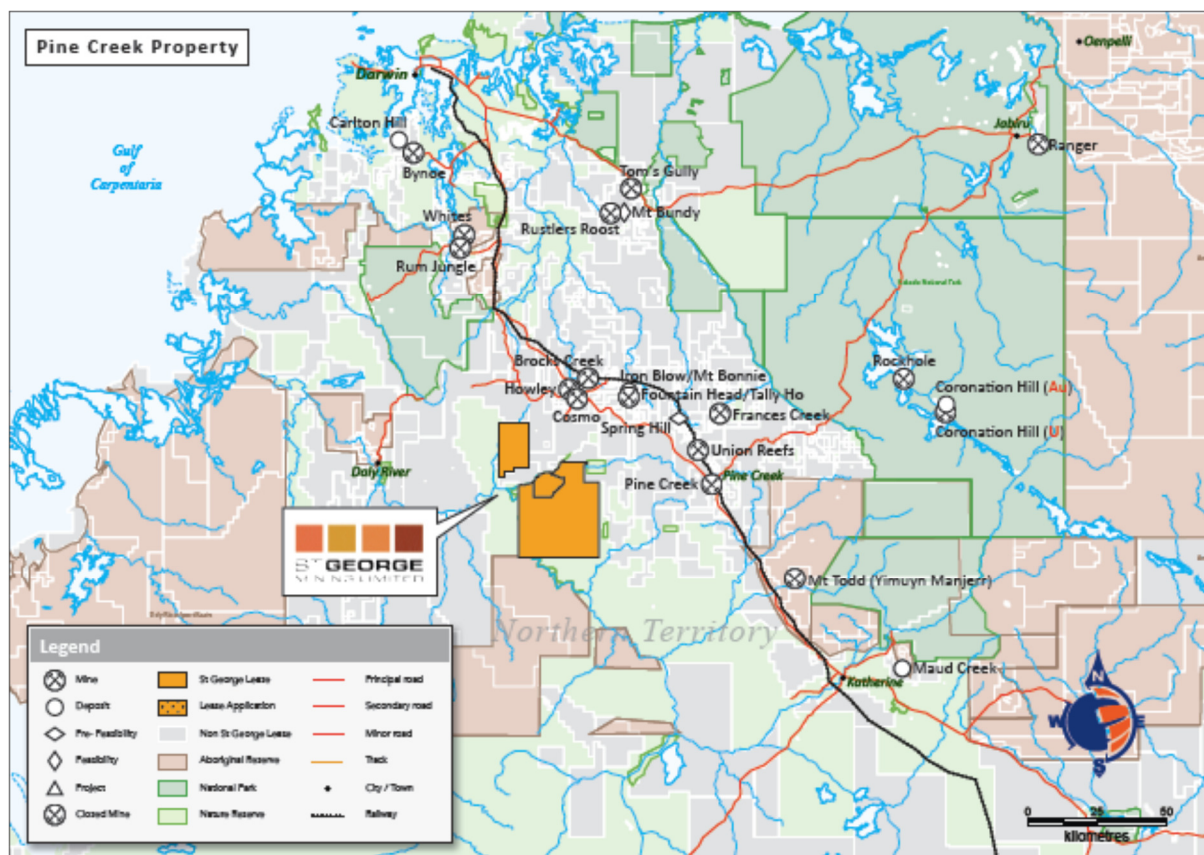 Pine Creek Property
Oenpelli
Darwin
Carlton Hill
Jabiru
Ranger
Gulf
of
Carpentaria
Bynoe
Tom's Gully
Mt Bundy
Whites
Rustlers Roost
Rum Jungle
Brocks Creek
Iron Blow/Mt Bonnie
Rockhole
Howley
Fountain Head/Tally Ho
Coronation Hill (Au)
Cosmo
Frances Creek
Spring Hill
Coronation Hill (U)
Union Reefs
Daly River
Pine Creek
Pine Creek
ST GEORGE
MINING LIMITED
Mt Todd (Yimuyn Manjerr)
Northern Territory
Maud Creek
Katherine
Legend
Mine
St George Lease
Principal road
Deposit
Lease Application
Secondary road
Pre- Feasibility
Non St George Lease
Minor road
Feasibility
Aboriginal Reserve
Track
Project
National Park
City / Town
Closed Mine
Nature Reserve
Railway
N
W
E
S
0 25 50
kilometres